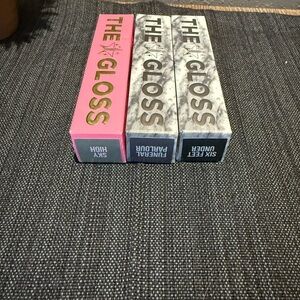 THE GLOSS
SKY
HIGH
THE GLOSS
FUNERAL
PARLOUR
THE GLOSS
SIX FEET
UNDER